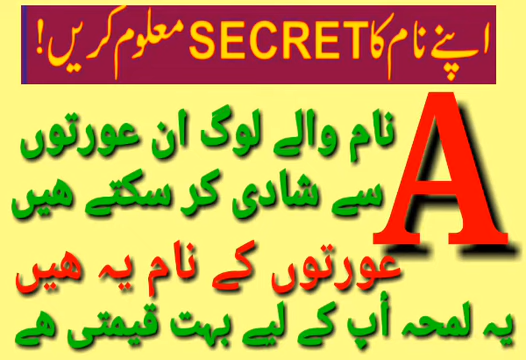 اپنے نام کا SECRET معلوم کریں!
A نام والے لوگ ان عورتوں
سے شادی کر سکتے ھیں
عورتوں کے نام یہ ھیں
یہ لمحہ أپ کے لیے بہت قیمتی ھے